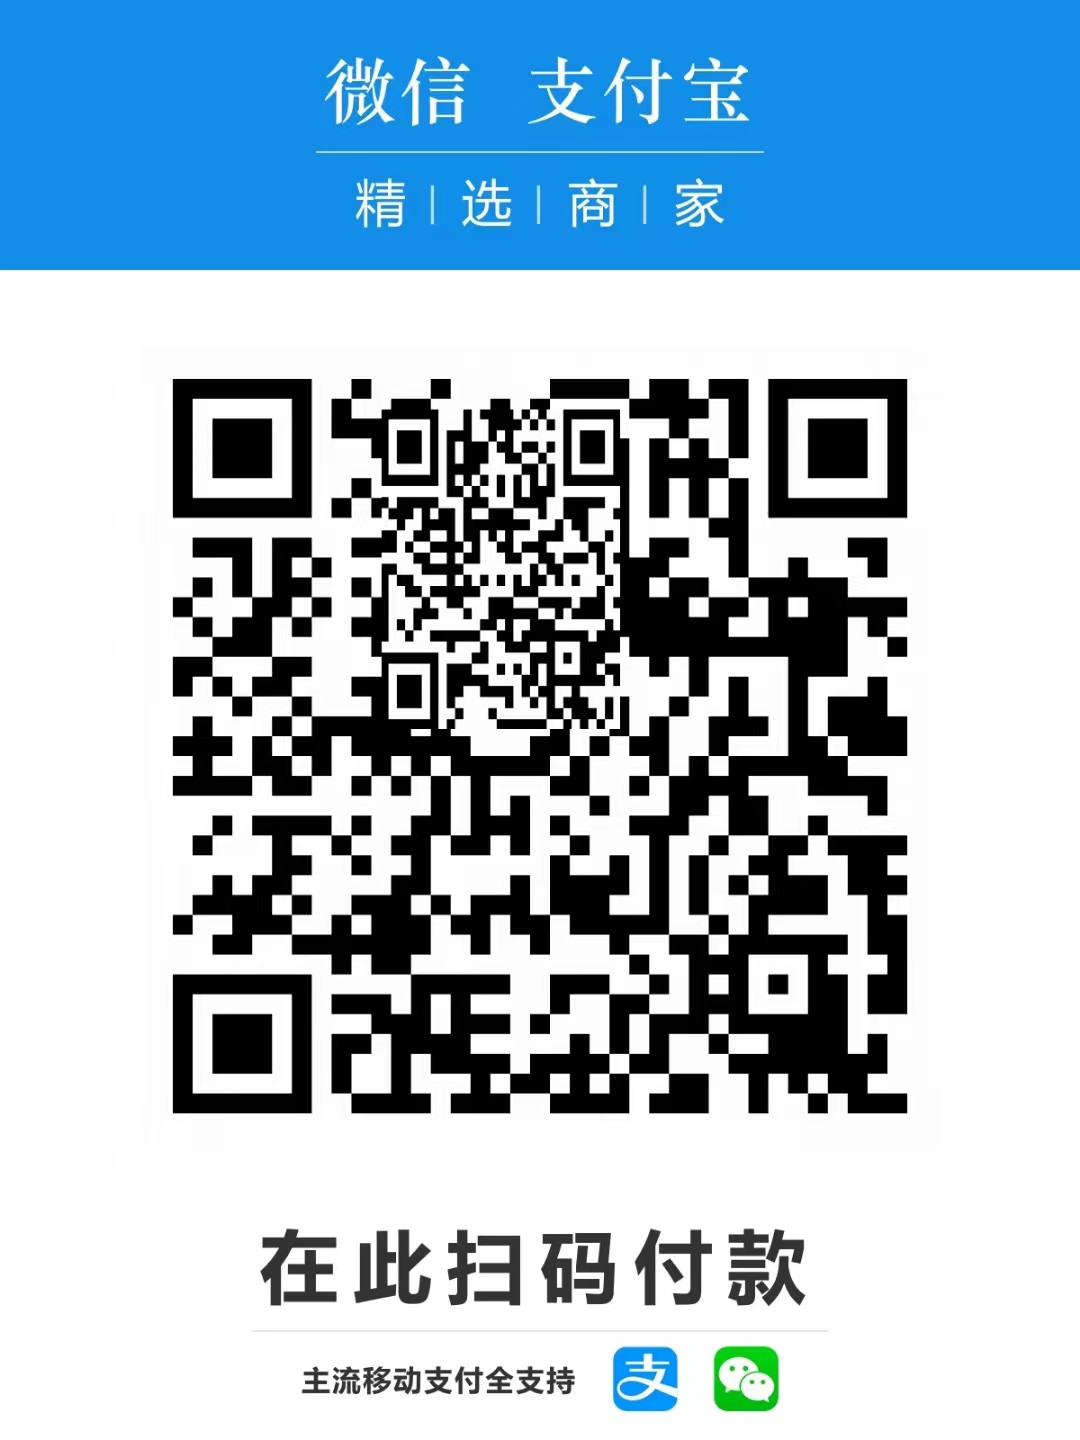 微信 支付宝
精选商家
在此扫码付款
主流移动支付全支持
支